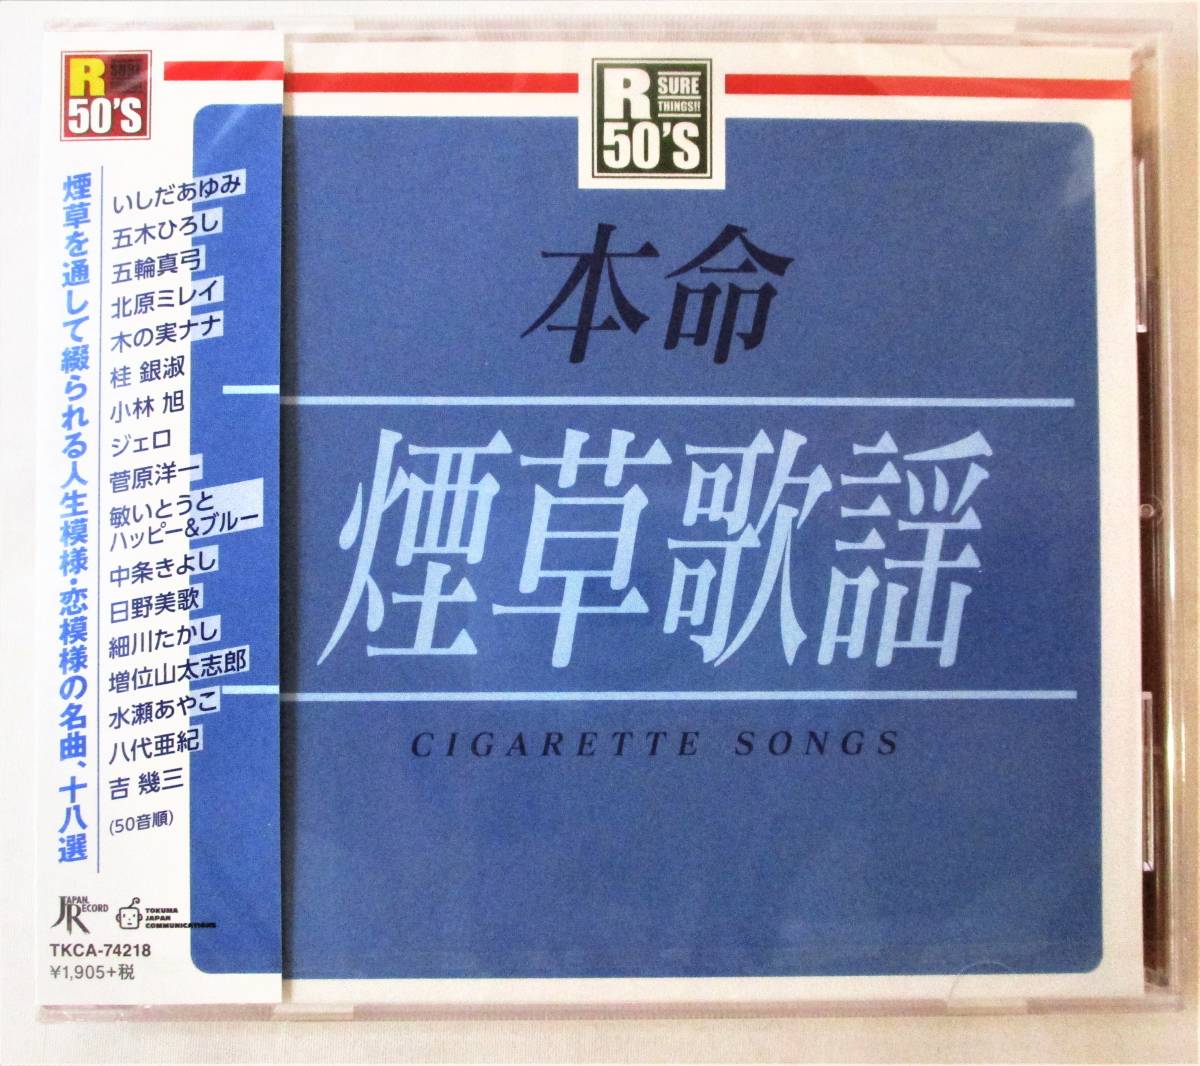 R SURE THINGS!!
50'S
煙草を通して綴られる人生模様・恋模様の名曲、十八選
いしだあゆみ
五木ひろし
五輪真弓
北原ミレイ
木の実ナナ
桂 銀淑
小林 旭
ジェロ
菅原洋一
敏いとうと
ハッピー&ブルー
中条きよし
日野美歌
細川たかし
増位山太志郎
水瀬あやこ
八代亜紀
吉 幾三
(50音順)
JAPAN RECORD
TOKUMA
JAPAN
COMMUNICATIONS
TKCA-74218
¥1,905+税
R SURE THINGS!!
50'S
本命
煙草歌謡
CIGARETTE SONGS